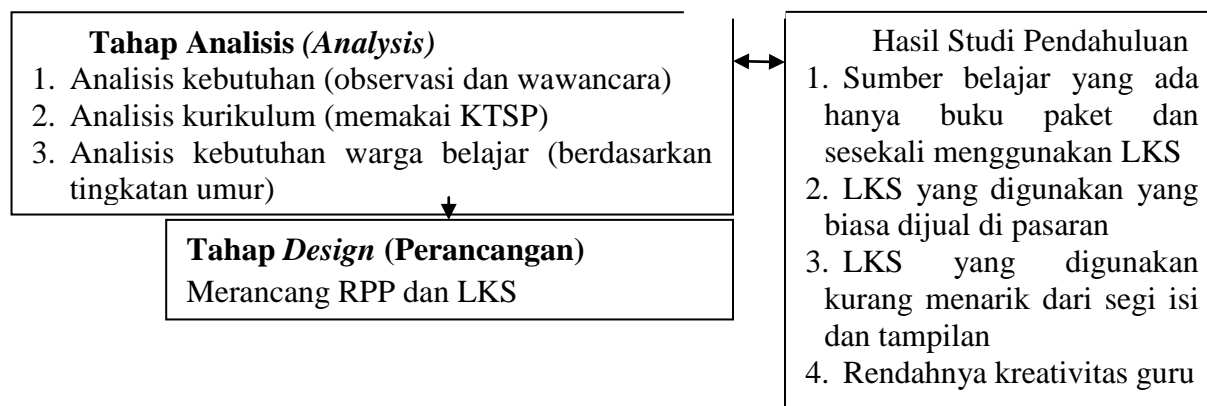 Tahap Analisis (Analysis)
1. Analisis kebutuhan (observasi dan wawancara)
2. Analisis kurikulum (memakai KTSP)
3. Analisis kebutuhan warga belajar (berdasarkan
tingkatan umur)
Tahap Design (Perancangan)
Merancang RPP dan LKS
Hasil Studi Pendahuluan
1. Sumber belajar yang ada
hanya buku paket dan
sesekali menggunakan LKS
2. LKS yang digunakan yang
biasa dijual di pasaran
3. LKS yang digunakan
kurang menarik dari segi isi
dan tampilan
4. Rendahnya kreativitas guru